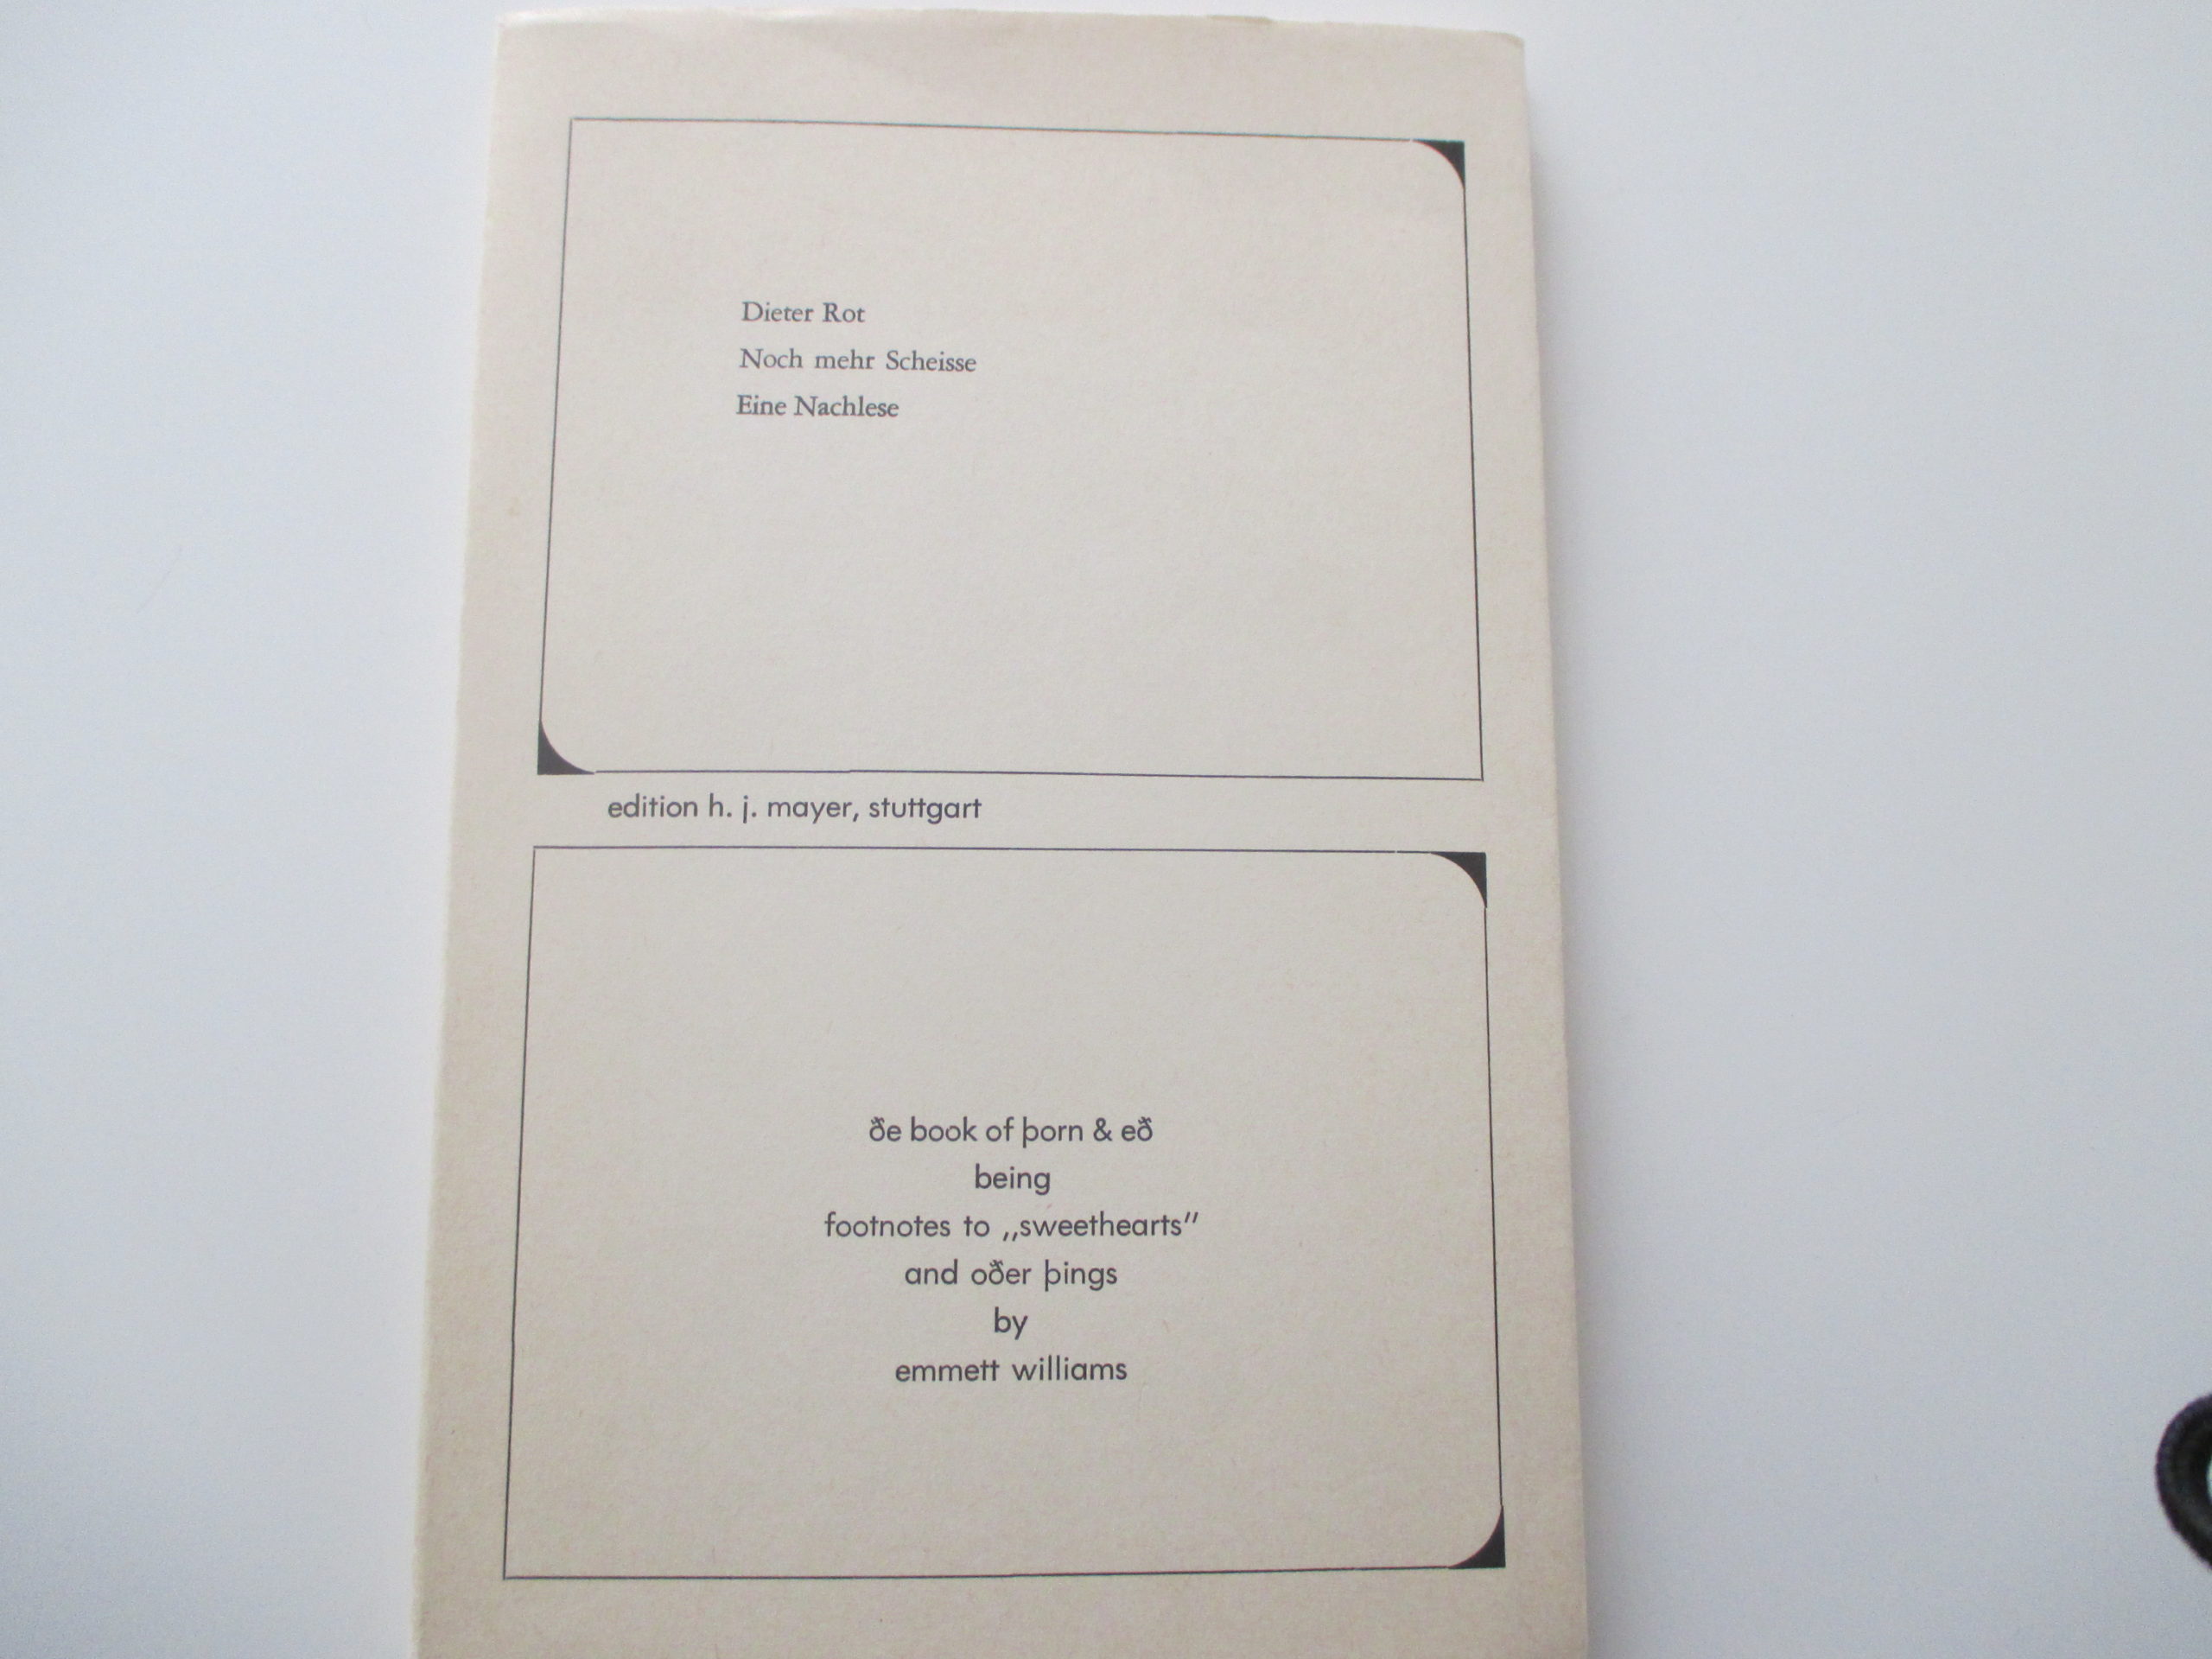 Dieter Rot
Noch mehr Scheisse
Eine Nachlese
edition h. j. mayer, stuttgart
ðe book of þorn & eð
being
footnotes to „sweethearts”
and oðer þings
by
emmett williams